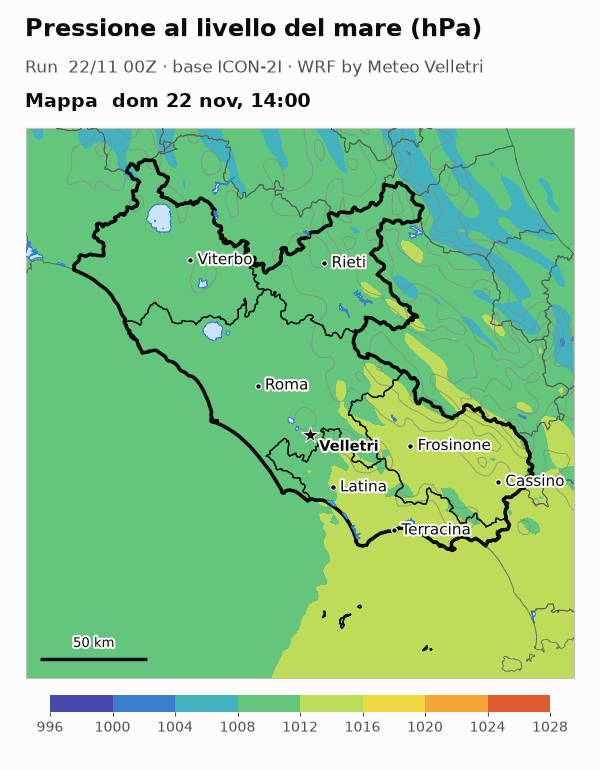 Pressione al livello del mare (hPa)
Run  22/11 00Z · base ICON-2I · WRF by Meteo Velletri
Mappa  dom 22 nov, 14:00
Viterbo
Rieti
Roma
Velletri
Frosinone
Cassino
Latina
Terracina
50 km
996 1000 1004 1008 1012 1016 1020 1024 1028